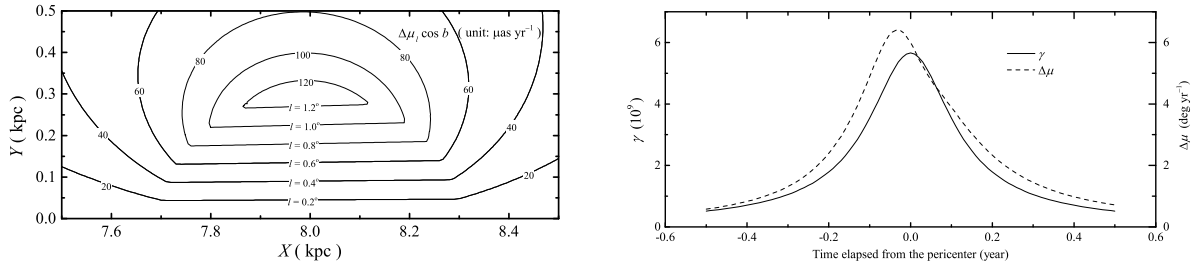 0.5
0.4
0.3
0.2
0.1
0.0
Y ( kpc )
7.6
7.8
8.0
8.2
8.4
X ( kpc )
Δμ_l cos b ( unit: μas yr⁻¹ )
80
100
80
120
60
60
40
40
20
20
l = 1.2°
l = 1.0°
l = 0.8°
l = 0.6°
l = 0.4°
l = 0.2°
6
4
2
0
γ (10⁹)
γ
Δμ
6
4
2
0
Δμ (deg yr⁻¹)
-0.6
-0.4
-0.2
0.0
0.2
0.4
0.6
Time elapsed from the pericenter (year)